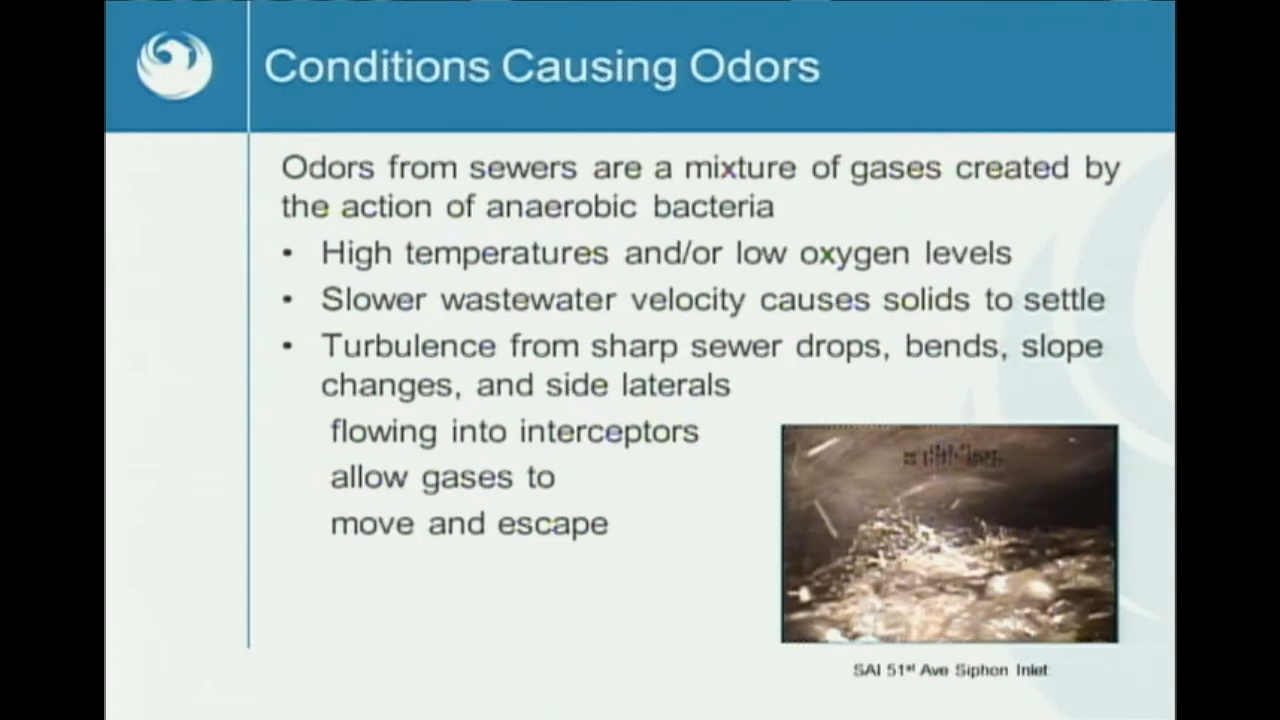 Conditions Causing Odors
Odors from sewers are a mixture of gases created by
the action of anaerobic bacteria
• High temperatures and/or low oxygen levels
• Slower wastewater velocity causes solids to settle
• Turbulence from sharp sewer drops, bends, slope
changes, and side laterals
flowing into interceptors
allow gases to
move and escape
SAI 51st Ave Siphon Inlet